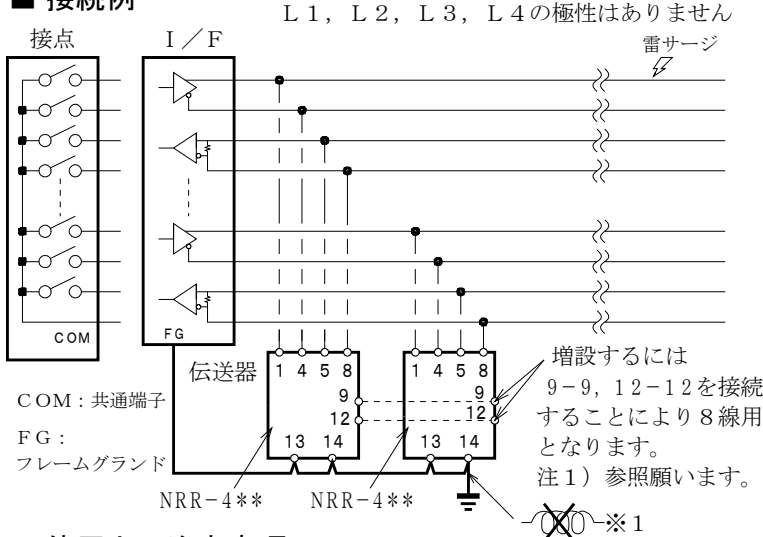 ■ 接続例
L1，L2，L3，L4の極性はありません
接点
I／F
雷サージ
COM
FG
伝送器
1 4 5 8
9
12
13 14
1 4 5 8
9
12
13 14
増設するには
9－9，12－12を接続
することにより8線用
となります。
注1）参照願います。
COM：共通端子
FG：
フレームグランド
NRR－4**
NRR－4**
※1